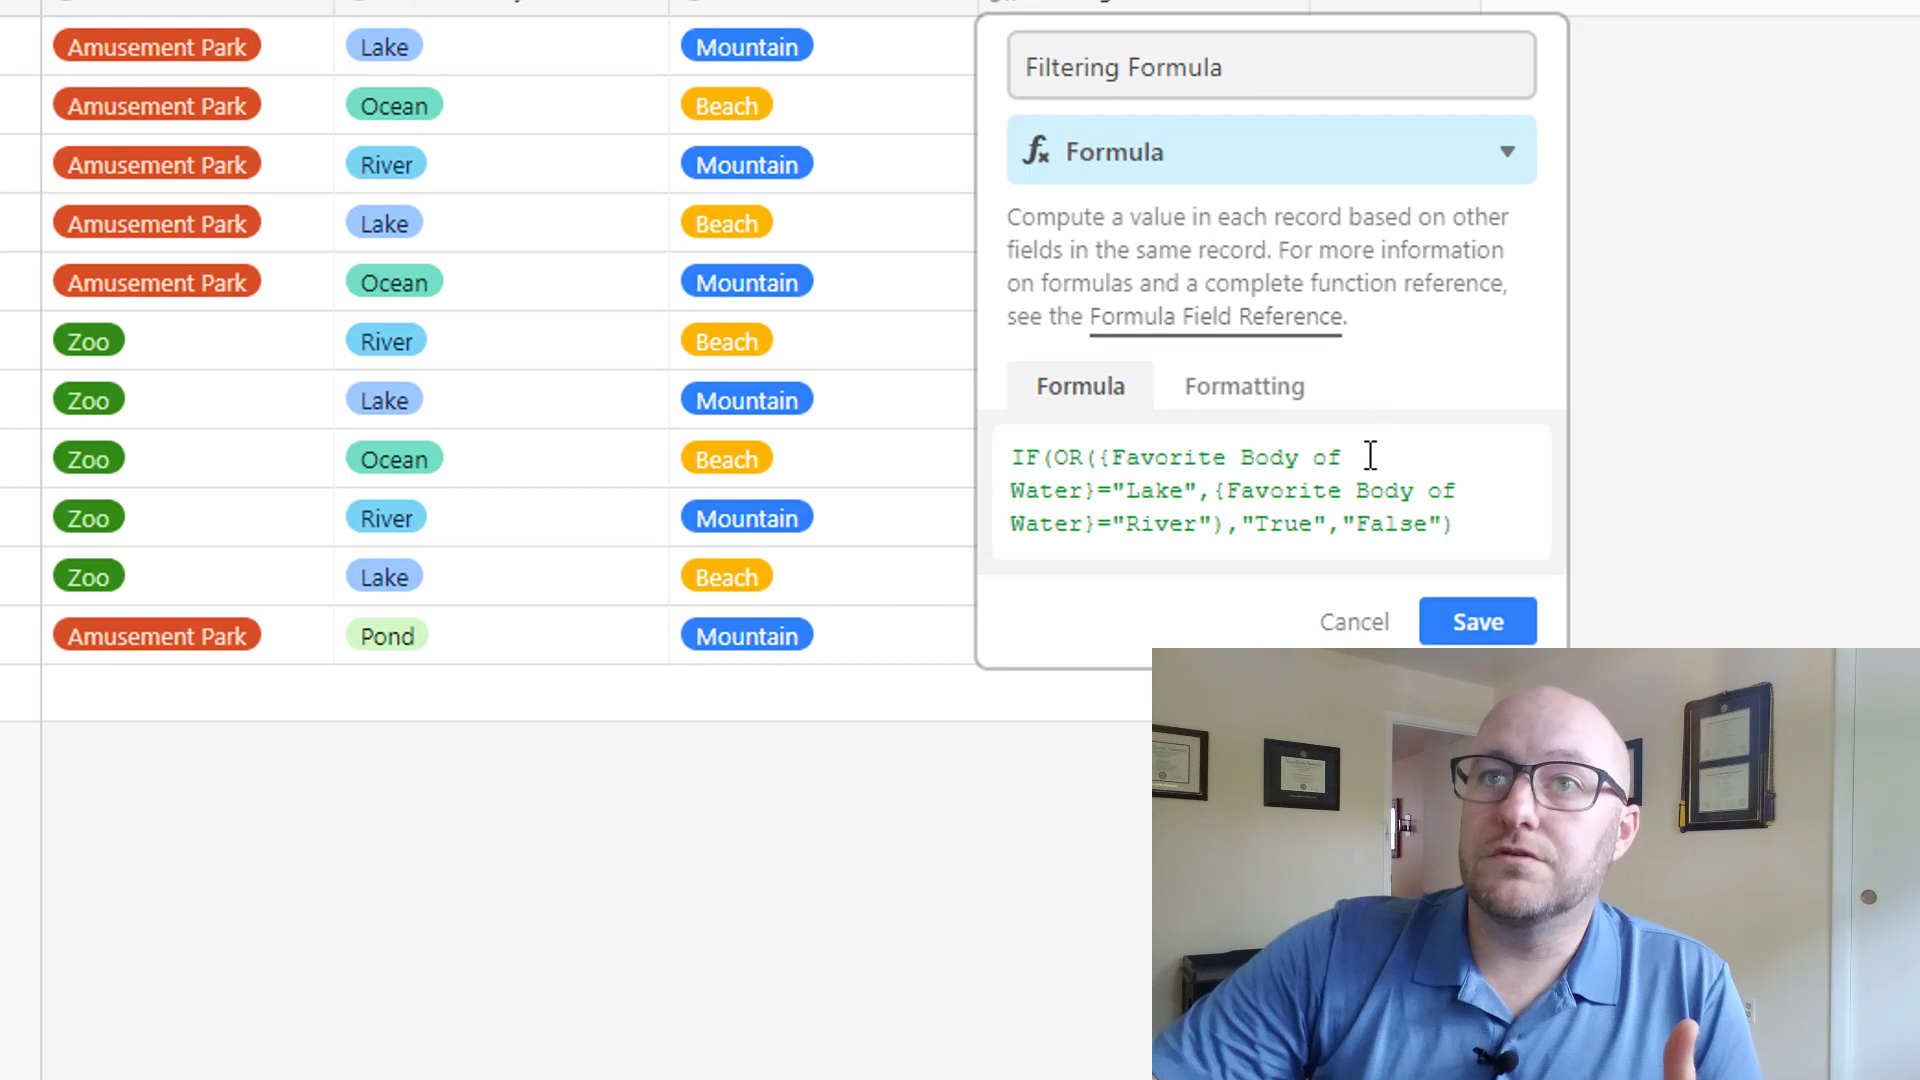 Amusement Park Lake Mountain
Amusement Park Ocean Beach
Amusement Park River Mountain
Amusement Park Lake Beach
Amusement Park Ocean Mountain
Zoo River Beach
Zoo Lake Mountain
Zoo Ocean Beach
Zoo River Mountain
Zoo Lake Beach
Amusement Park Pond Mountain
Filtering Formula
Formula
Compute a value in each record based on other
fields in the same record. For more information
on formulas and a complete function reference,
see the Formula Field Reference.
Formula Formatting
IF(OR({Favorite Body of
Water}="Lake",{Favorite Body of
Water}="River"),"True","False")
Cancel Save